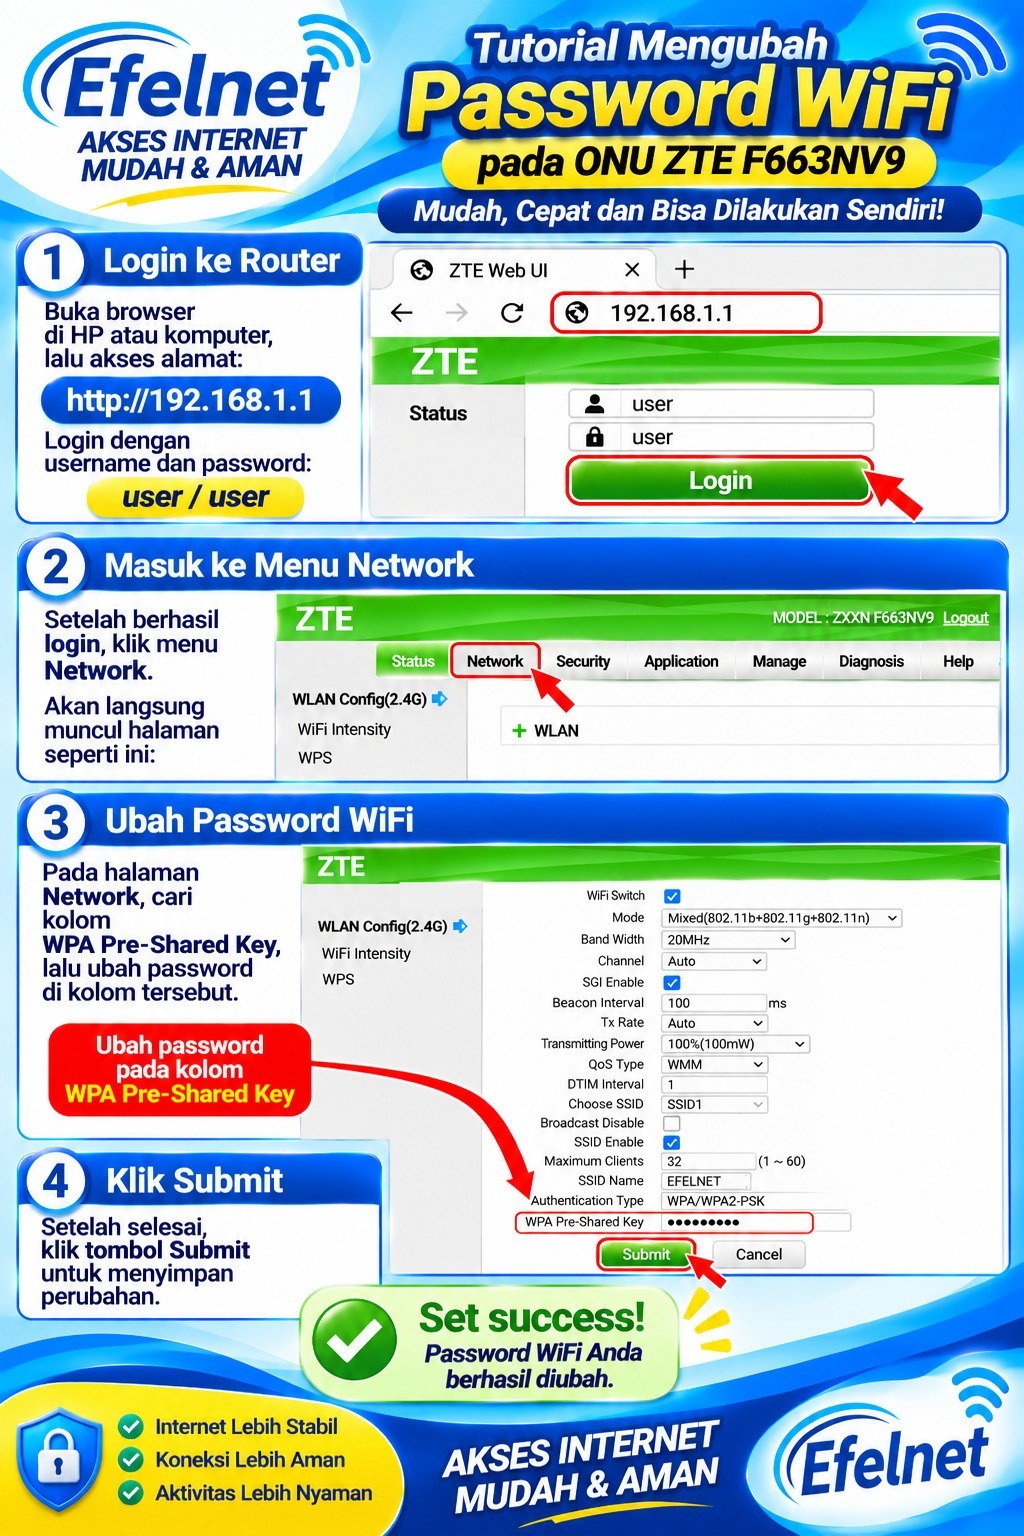 Efelnet
AKSES INTERNET
MUDAH & AMAN
Tutorial Mengubah
Password WiFi
pada ONU ZTE F663NV9
Mudah, Cepat dan Bisa Dilakukan Sendiri!
1 Login ke Router
Buka browser
di HP atau komputer,
lalu akses alamat:
http://192.168.1.1
Login dengan
username dan password:
user / user
ZTE Web UI
192.168.1.1
ZTE
Status
user
user
Login
2 Masuk ke Menu Network
Setelah berhasil
login, klik menu
Network.
Akan langsung
muncul halaman
seperti ini:
ZTE
MODEL : ZXXN F663NV9 Logout
Status Network Security Application Manage Diagnosis Help
WLAN Config(2.4G)
WiFi Intensity
WPS
+ WLAN
3 Ubah Password WiFi
Pada halaman
Network, cari
kolom
WPA Pre-Shared Key,
lalu ubah password
di kolom tersebut.
Ubah password
pada kolom
WPA Pre-Shared Key
ZTE
WLAN Config(2.4G)
WiFi Intensity
WPS
WiFi Switch
Mode Mixed(802.11b+802.11g+802.11n)
Band Width 20MHz
Channel Auto
SGI Enable
Beacon Interval 100 ms
Tx Rate Auto
Transmitting Power 100%(100mW)
QoS Type WMM
DTIM Interval 1
Choose SSID SSID1
Broadcast Disable
SSID Enable
Maximum Clients 32 (1 ~ 60)
SSID Name EFELNET
Authentication Type WPA/WPA2-PSK
WPA Pre-Shared Key ●●●●●●●●●
Submit Cancel
4 Klik Submit
Setelah selesai,
klik tombol Submit
untuk menyimpan
perubahan.
Set success!
Password WiFi Anda
berhasil diubah.
Internet Lebih Stabil
Koneksi Lebih Aman
Aktivitas Lebih Nyaman
AKSES INTERNET
MUDAH & AMAN
Efelnet